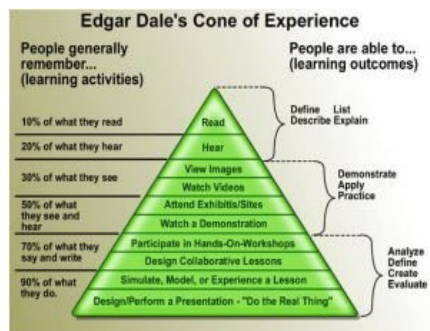 Edgar Dale's Cone of Experience
People generally
remember...
(learning activities)
People are able to...
(learning outcomes)
10% of what they read
20% of what they hear
30% of what they see
50% of what
they see and
hear
70% of what they
say and write
90% of what
they do.
Read
Hear
View Images
Watch Videos
Attend Exhibitis/Sites
Watch a Demonstration
Participate in Hands-On-Workshops
Design Collaborative Lessons
Simulate, Model, or Experience a Lesson
Design/Perform a Presentation - "Do the Real Thing"
Define List
Describe Explain
Demonstrate
Apply
Practice
Analyze
Define
Create
Evaluate